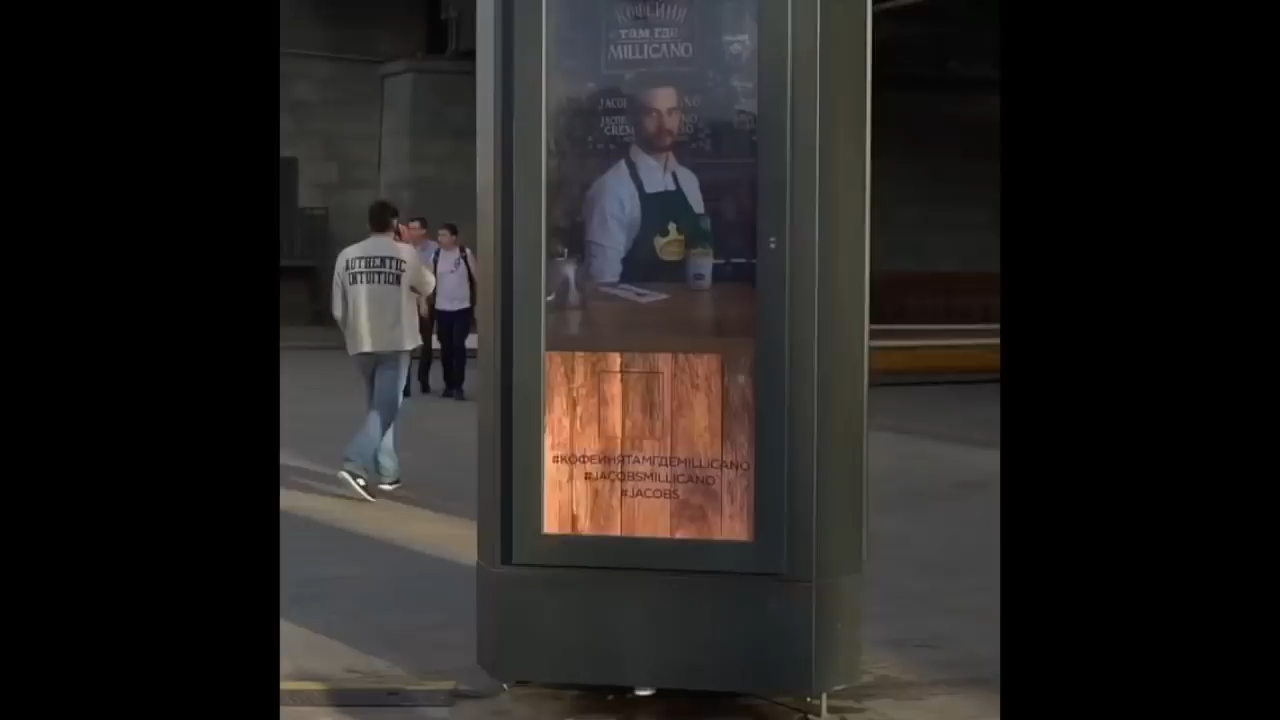 КОФЕЙНЯ
там где
MILLICANO
AUTHENTIC
INTUITION
#КОФЕЙНЯТАМГДЕMILLICANO
#JACOBSMILLICANO
#JACOBS